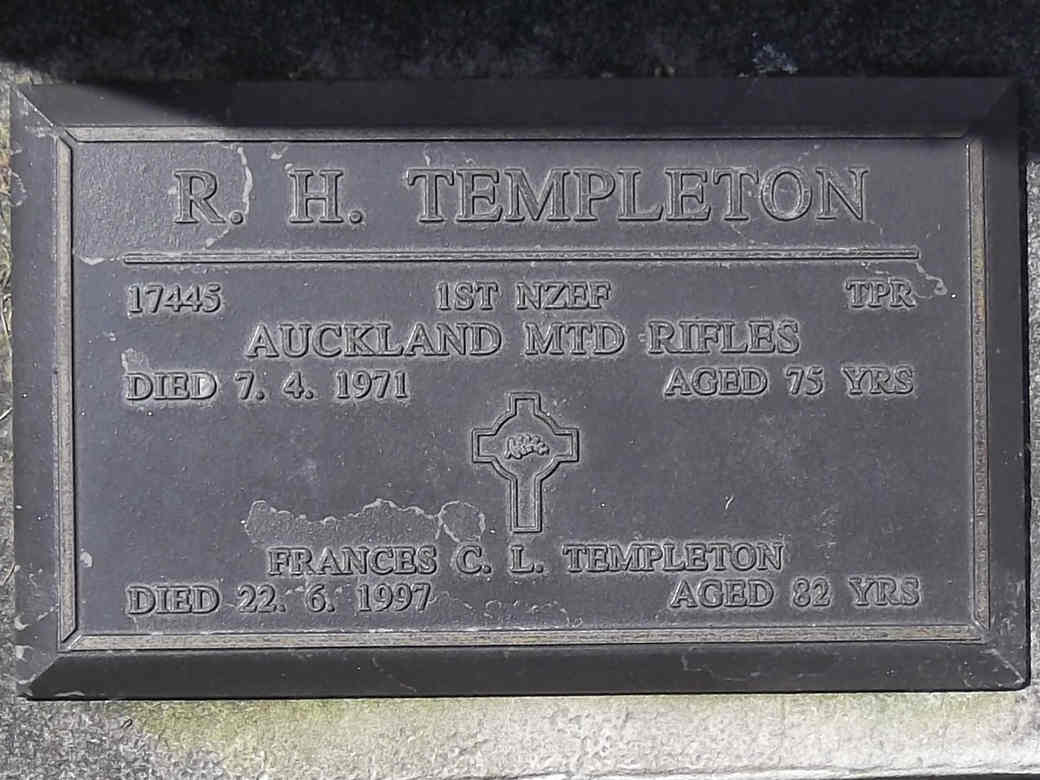 R. H. TEMPLETON
17445 1ST NZEF TPR
AUCKLAND MTD RIFLES
DIED 7. 4. 1971 AGED 75 YRS
FRANCES C. L. TEMPLETON
DIED 22. 6. 1997 AGED 82 YRS